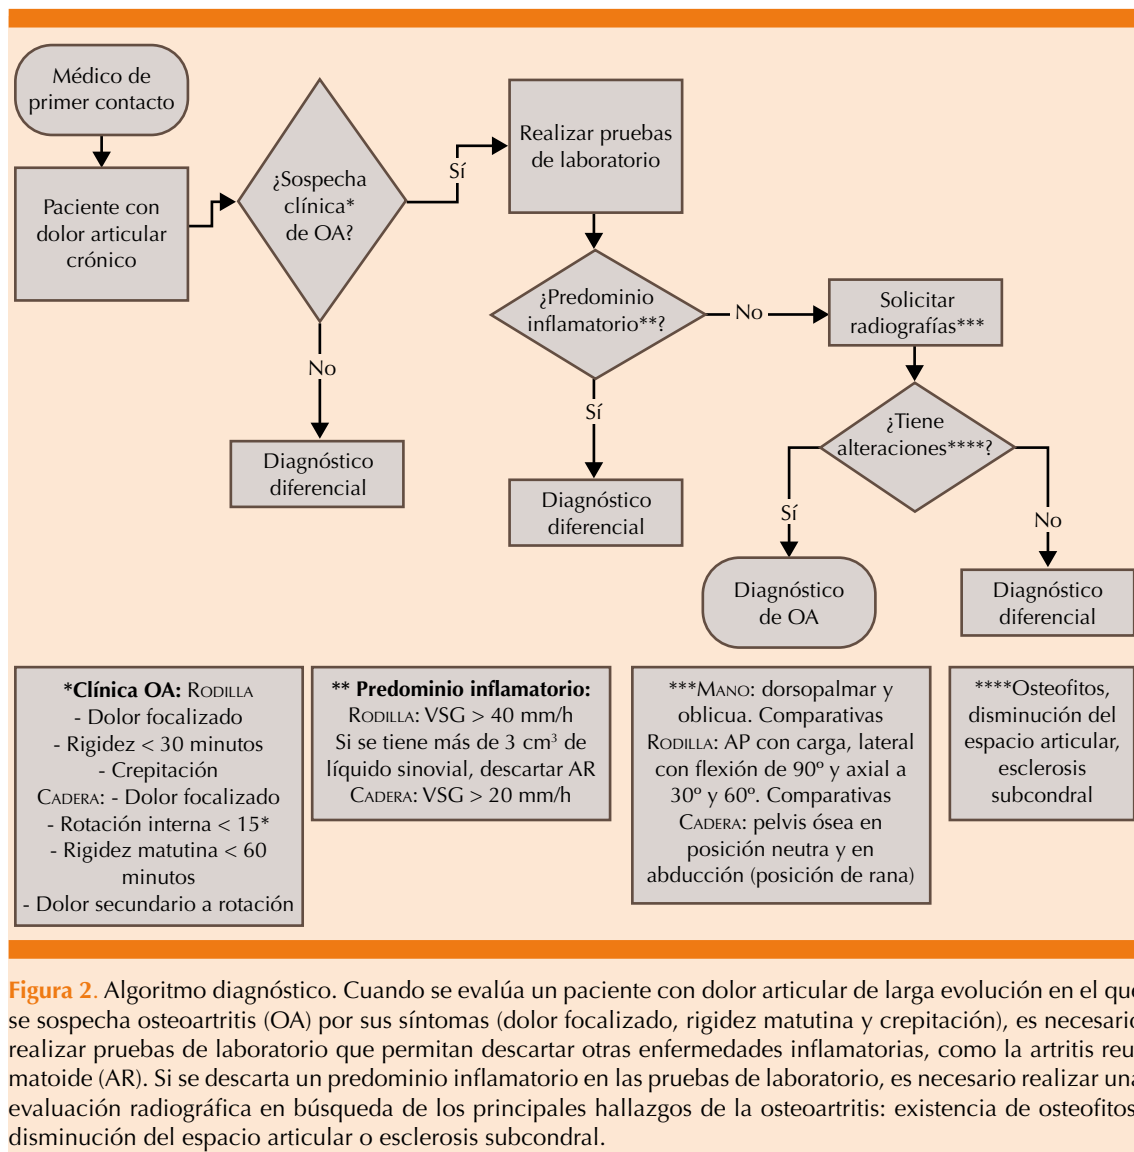 Médico de
primer contacto
Paciente con
dolor articular
crónico
¿Sospecha
clínica*
de OA?
Sí
No
Diagnóstico
diferencial
Realizar pruebas
de laboratorio
¿Predominio
inflamatorio**?
No
Sí
Diagnóstico
diferencial
Solicitar
radiografías***
¿Tiene
alteraciones****?
Sí
No
Diagnóstico
de OA
Diagnóstico
diferencial
*Clínica OA: RODILLA
- Dolor focalizado
- Rigidez < 30 minutos
- Crepitación
CADERA: - Dolor focalizado
- Rotación interna < 15*
- Rigidez matutina < 60
minutos
- Dolor secundario a rotación
** Predominio inflamatorio:
RODILLA: VSG > 40 mm/h
Si se tiene más de 3 cm³ de
líquido sinovial, descartar AR
CADERA: VSG > 20 mm/h
***MANO: dorsopalmar y
oblicua. Comparativas
RODILLA: AP con carga, lateral
con flexión de 90º y axial a
30º y 60º. Comparativas
CADERA: pelvis ósea en
posición neutra y en
abducción (posición de rana)
****Osteofitos,
disminución del
espacio articular,
esclerosis
subcondral
Figura 2. Algoritmo diagnóstico. Cuando se evalúa un paciente con dolor articular de larga evolución en el que
se sospecha osteoartritis (OA) por sus síntomas (dolor focalizado, rigidez matutina y crepitación), es necesario
realizar pruebas de laboratorio que permitan descartar otras enfermedades inflamatorias, como la artritis reu-
matoide (AR). Si se descarta un predominio inflamatorio en las pruebas de laboratorio, es necesario realizar una
evaluación radiográfica en búsqueda de los principales hallazgos de la osteoartritis: existencia de osteofitos,
disminución del espacio articular o esclerosis subcondral.